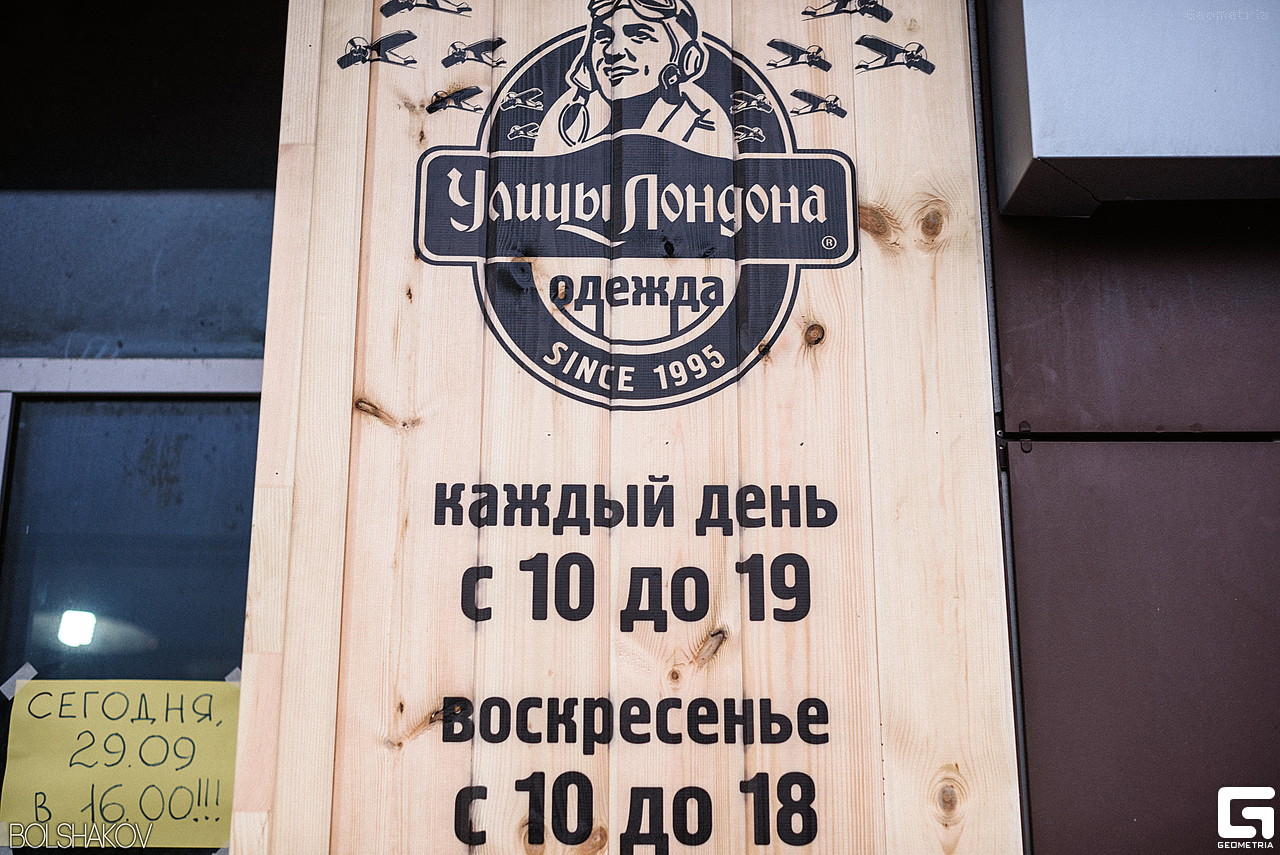 Улицы Лондона
®
одежда
SINCE 1995
каждый день
с 10 до 19
воскресенье
с 10 до 18
СЕГОДНЯ,
29.09
В 16.00!!!
BOLSHAKOV
GEOMETRIA
Geometria